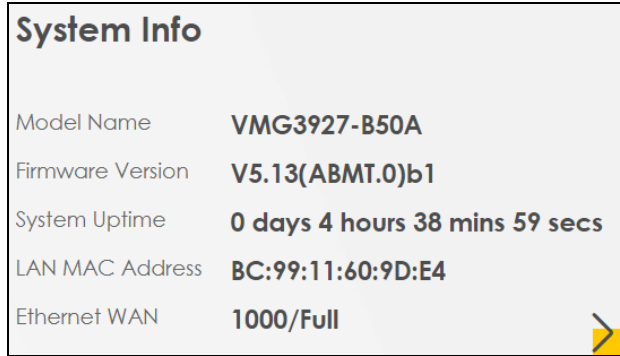 System Info
Model Name VMG3927-B50A
Firmware Version V5.13(ABMT.0)b1
System Uptime 0 days 4 hours 38 mins 59 secs
LAN MAC Address BC:99:11:60:9D:E4
Ethernet WAN 1000/Full